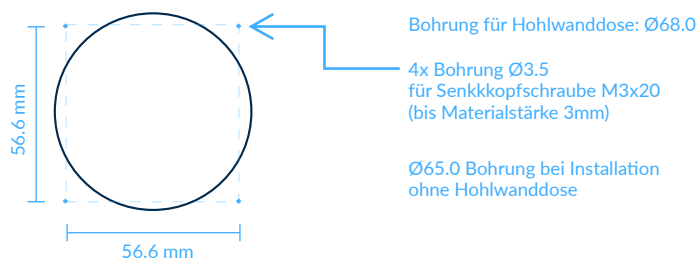 Bohrung für Hohlwanddose: Ø68.0
4x Bohrung Ø3.5
für Senkkkopfschraube M3x20
(bis Materialstärke 3mm)
56.6 mm
Ø65.0 Bohrung bei Installation
ohne Hohlwanddose
56.6 mm